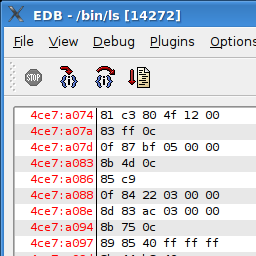 EDB - /bin/ls [14272]
File View Debug Plugins Options
STOP
4ce7:a074 81 c3 80 4f 12 00
4ce7:a07a 83 ff 0c
4ce7:a07d 0f 87 bf 05 00 00
4ce7:a083 8b 4d 0c
4ce7:a086 85 c9
4ce7:a088 0f 84 22 03 00 00
4ce7:a08e 8d 83 ac 03 00 00
4ce7:a094 8b 75 0c
4ce7:a097 89 85 40 ff ff ff